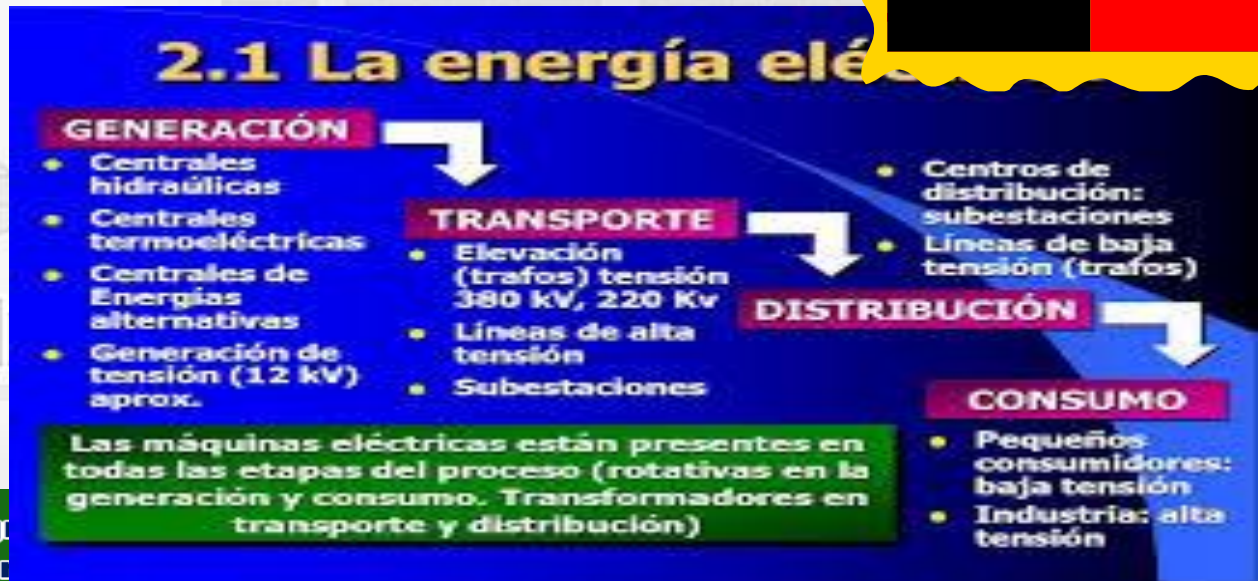 2.1 La energía
GENERACIÓN
Centrales
hidraúlicas
Centrales
termoeléctricas
Centrales de
Energias
alternativas
Generación de
tensión (12 kV)
aprox.
TRANSPORTE
Elevación
(trafos) tensión
380 kV, 220 Kv
Líneas de alta
tensión
Subestaciones
Centros de
distribución:
subestaciones
Líneas de baja
tensión (trafos)
DISTRIBUCIÓN
CONSUMO
Pequeños
consumidores:
baja tensión
Industria: alta
tensión
Las máquinas eléctricas están presentes en
todas las etapas del proceso (rotativas en la
generación y consumo. Transformadores en
transporte y distribución)